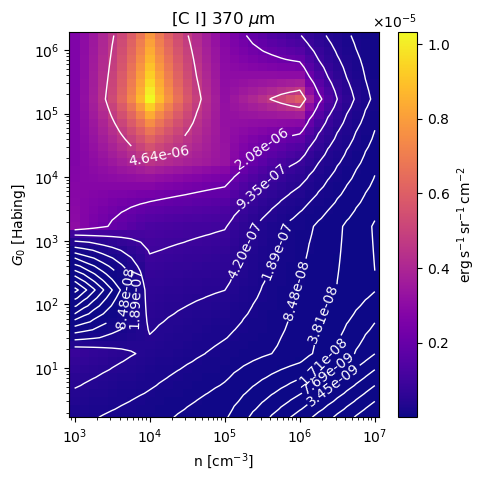 [C I] 370 μm
×10⁻⁵
10⁶
10⁵
10⁴
10³
10²
10¹
G₀ [Habing]
4.64e-06
2.08e-06
9.35e-07
4.20e-07
1.89e-07
8.48e-08
3.81e-08
1.71e-08
7.69e-09
3.45e-09
8.48e-08
1.89e-07
10³
10⁴
10⁵
10⁶
10⁷
n [cm⁻³]
1.0
0.8
0.6
0.4
0.2
erg s⁻¹ sr⁻¹ cm⁻²